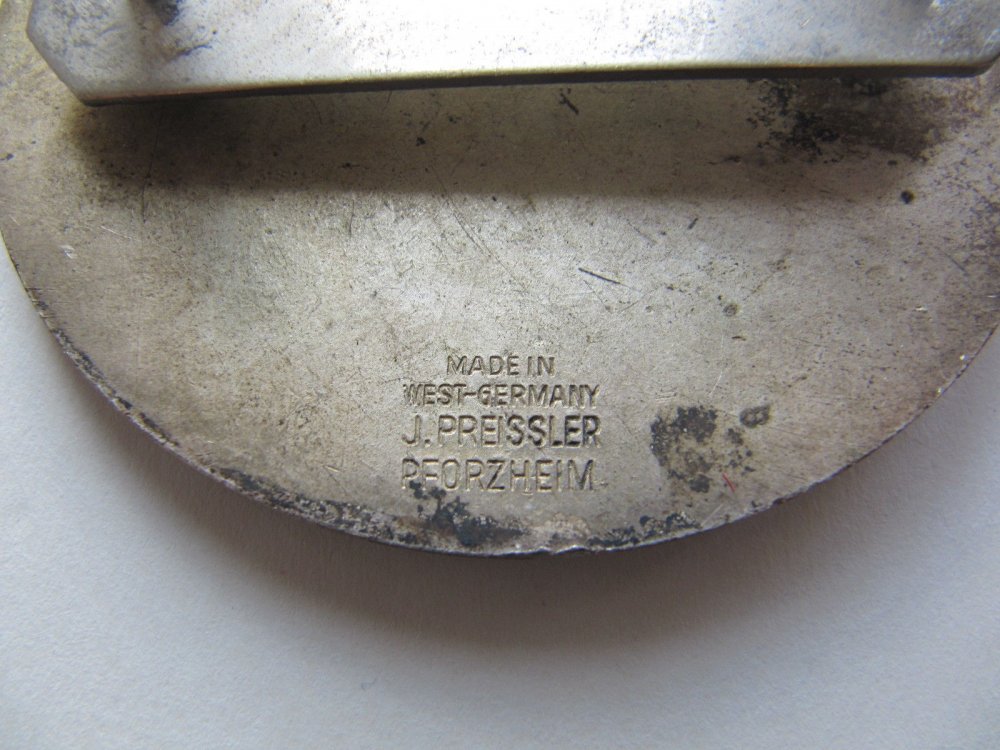 MADE IN
WEST-GERMANY
J. PREISSLER
PFORZHEIM